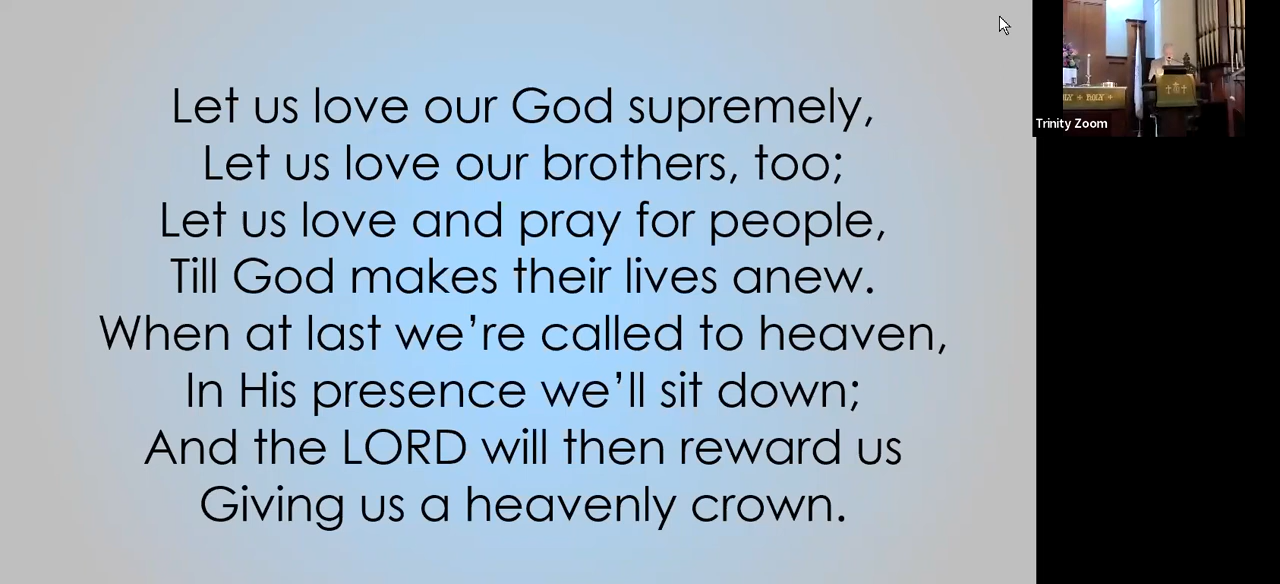 Let us love our God supremely,
Let us love our brothers, too;
Let us love and pray for people,
Till God makes their lives anew.
When at last we’re called to heaven,
In His presence we’ll sit down;
And the LORD will then reward us
Giving us a heavenly crown.
Trinity Zoom